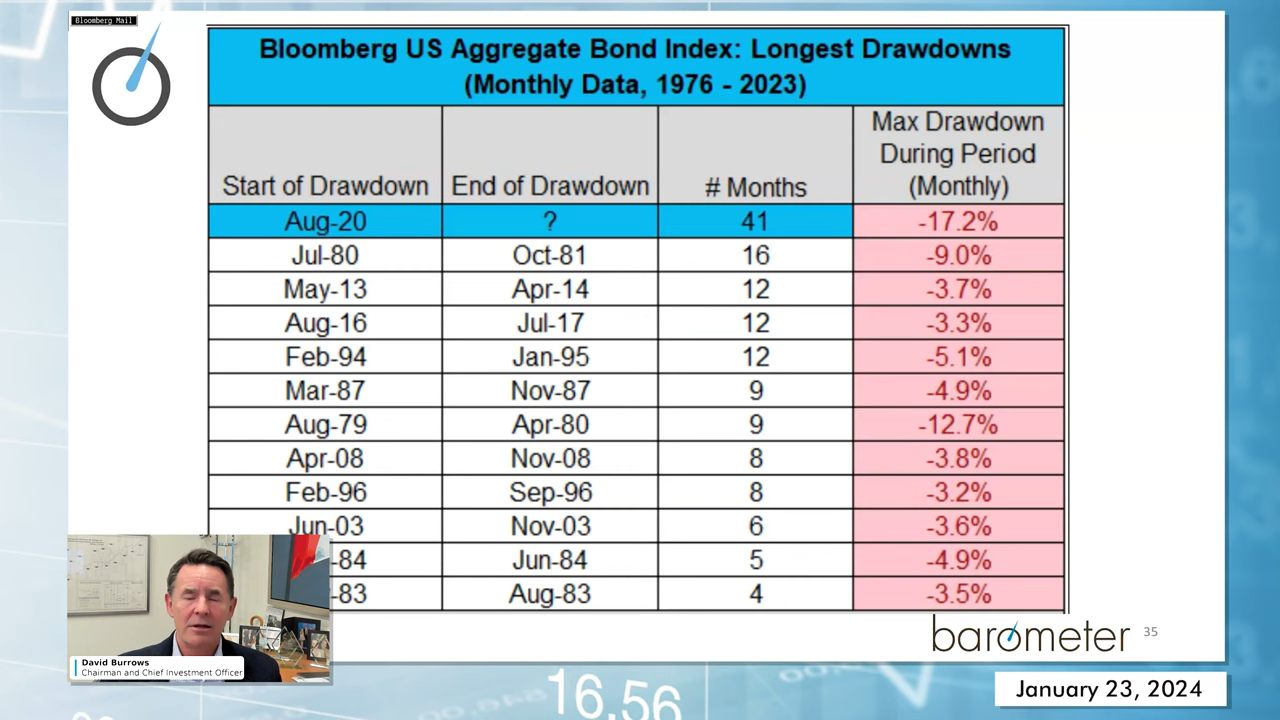 Bloomberg Mail
Bloomberg US Aggregate Bond Index: Longest Drawdowns
(Monthly Data, 1976 - 2023)
Start of Drawdown End of Drawdown # Months Max Drawdown During Period (Monthly)
Aug-20 ? 41 -17.2%
Jul-80 Oct-81 16 -9.0%
May-13 Apr-14 12 -3.7%
Aug-16 Jul-17 12 -3.3%
Feb-94 Jan-95 12 -5.1%
Mar-87 Nov-87 9 -4.9%
Aug-79 Apr-80 9 -12.7%
Apr-08 Nov-08 8 -3.8%
Feb-96 Sep-96 8 -3.2%
Jun-03 Nov-03 6 -3.6%
-84 Jun-84 5 -4.9%
-83 Aug-83 4 -3.5%
barometer 35
David Burrows
Chairman and Chief Investment Officer
January 23, 2024
16.56